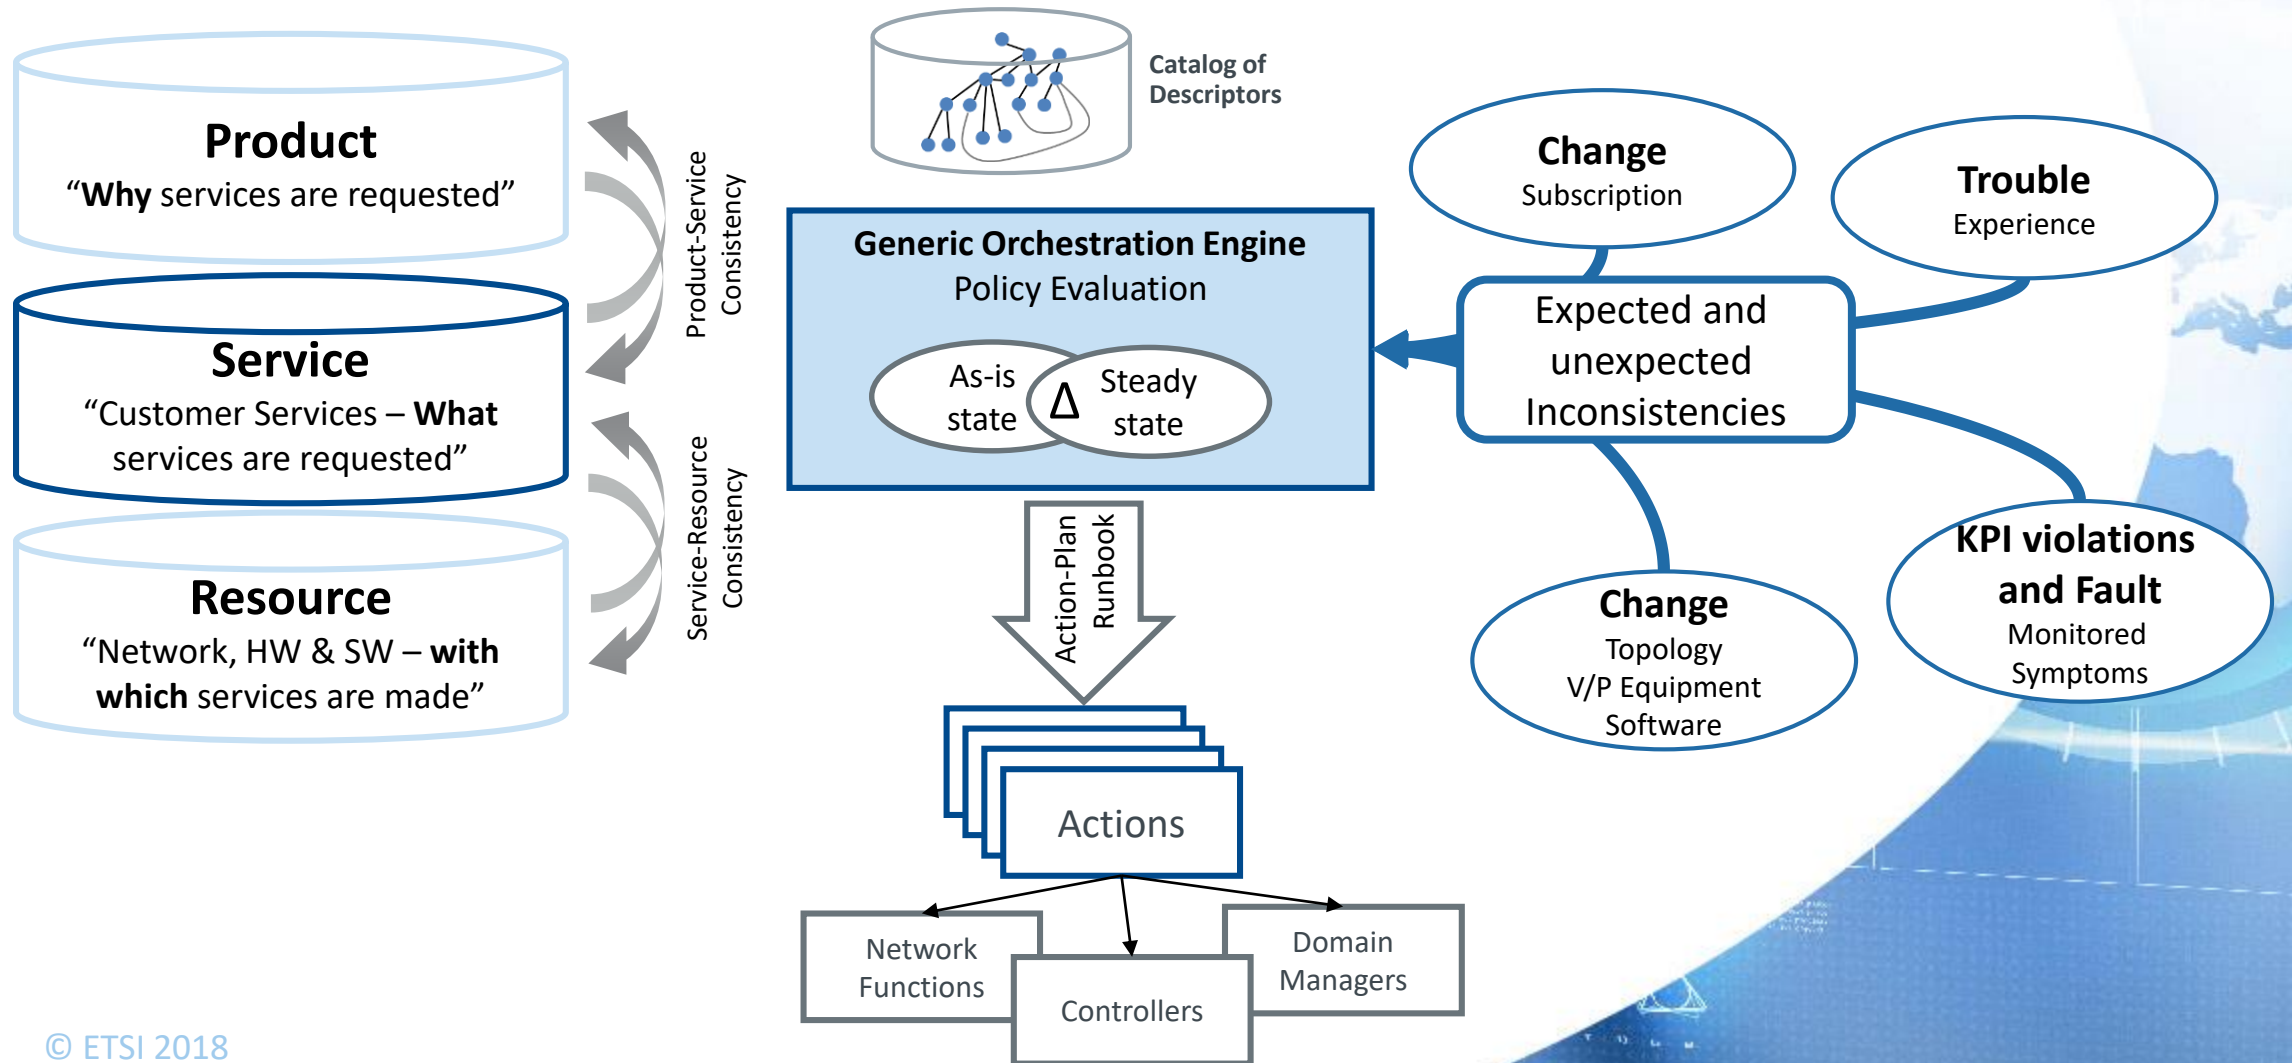 Product
“Why services are requested”
Service
“Customer Services – What
services are requested”
Resource
“Network, HW & SW – with
which services are made”
Product-Service
Consistency
Service-Resource
Consistency
Catalog of
Descriptors
Generic Orchestration Engine
Policy Evaluation
As-is
state
Δ
Steady
state
Action-Plan
Runbook
Actions
Network
Functions
Controllers
Domain
Managers
Change
Subscription
Trouble
Experience
Expected and
unexpected
Inconsistencies
Change
Topology
V/P Equipment
Software
KPI violations
and Fault
Monitored
Symptoms
© ETSI 2018